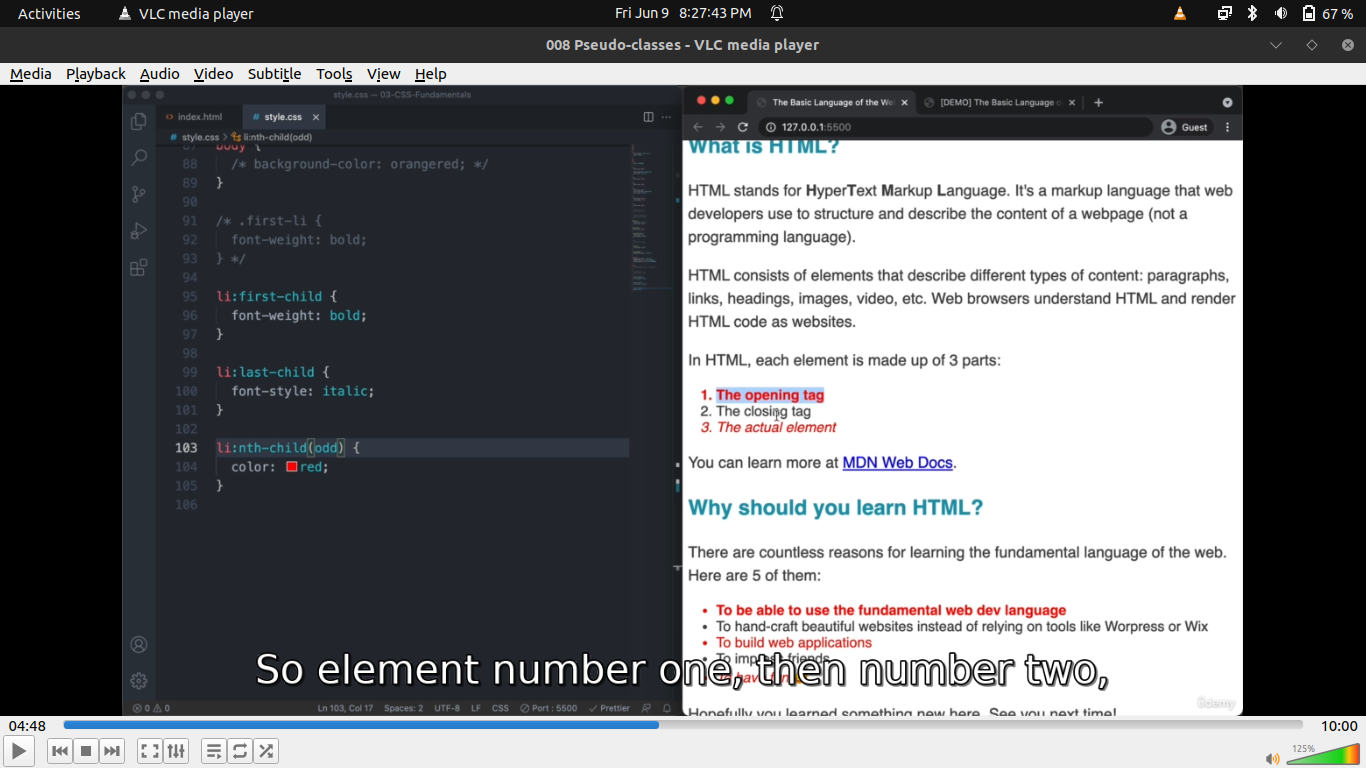 Activities VLC media player Fri Jun 9 8:27:43 PM 67 %
008 Pseudo-classes - VLC media player
Media Playback Audio Video Subtitle Tools View Help
style.css — 03-CSS-Fundamentals
index.html # style.css
# style.css > li:nth-child(odd)
87 body {
88 /* background-color: orangered; */
89 }
90
91 /* .first-li {
92 font-weight: bold;
93 } */
94
95 li:first-child {
96 font-weight: bold;
97 }
98
99 li:last-child {
100 font-style: italic;
101 }
102
103 li:nth-child(odd) {
104 color: red;
105 }
106
0 0 Ln 103, Col 17 Spaces: 2 UTF-8 LF CSS Port : 5500 Prettier
The Basic Language of the We [DEMO] The Basic Language o
127.0.0.1:5500 Guest
What is HTML?
HTML stands for HyperText Markup Language. It's a markup language that web
developers use to structure and describe the content of a webpage (not a
programming language).
HTML consists of elements that describe different types of content: paragraphs,
links, headings, images, video, etc. Web browsers understand HTML and render
HTML code as websites.
In HTML, each element is made up of 3 parts:
1. The opening tag
2. The closing tag
3. The actual element
You can learn more at MDN Web Docs.
Why should you learn HTML?
There are countless reasons for learning the fundamental language of the web.
Here are 5 of them:
• To be able to use the fundamental web dev language
• To hand-craft beautiful websites instead of relying on tools like Worpress or Wix
• To build web applications
• To impress friends
Hopefully you learned something new here. See you next time!
So element number one, then number two,
ûdemy
04:48 10:00
125%